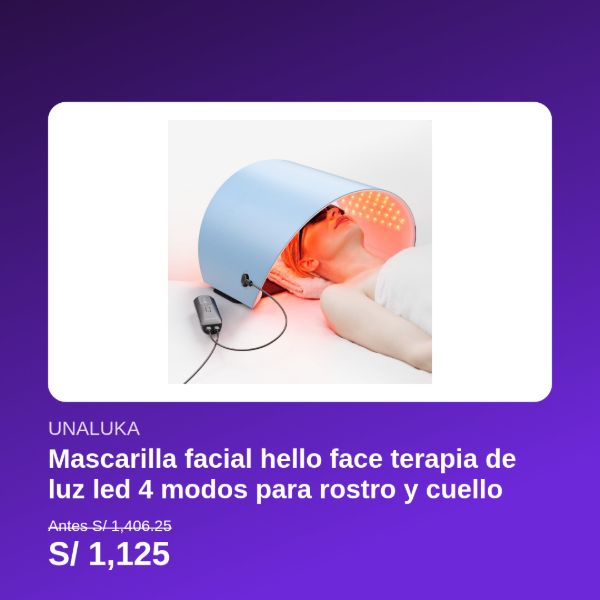 UNALUKA
Mascarilla facial hello face terapia de
luz led 4 modos para rostro y cuello
Antes S/ 1,406.25
S/ 1,125